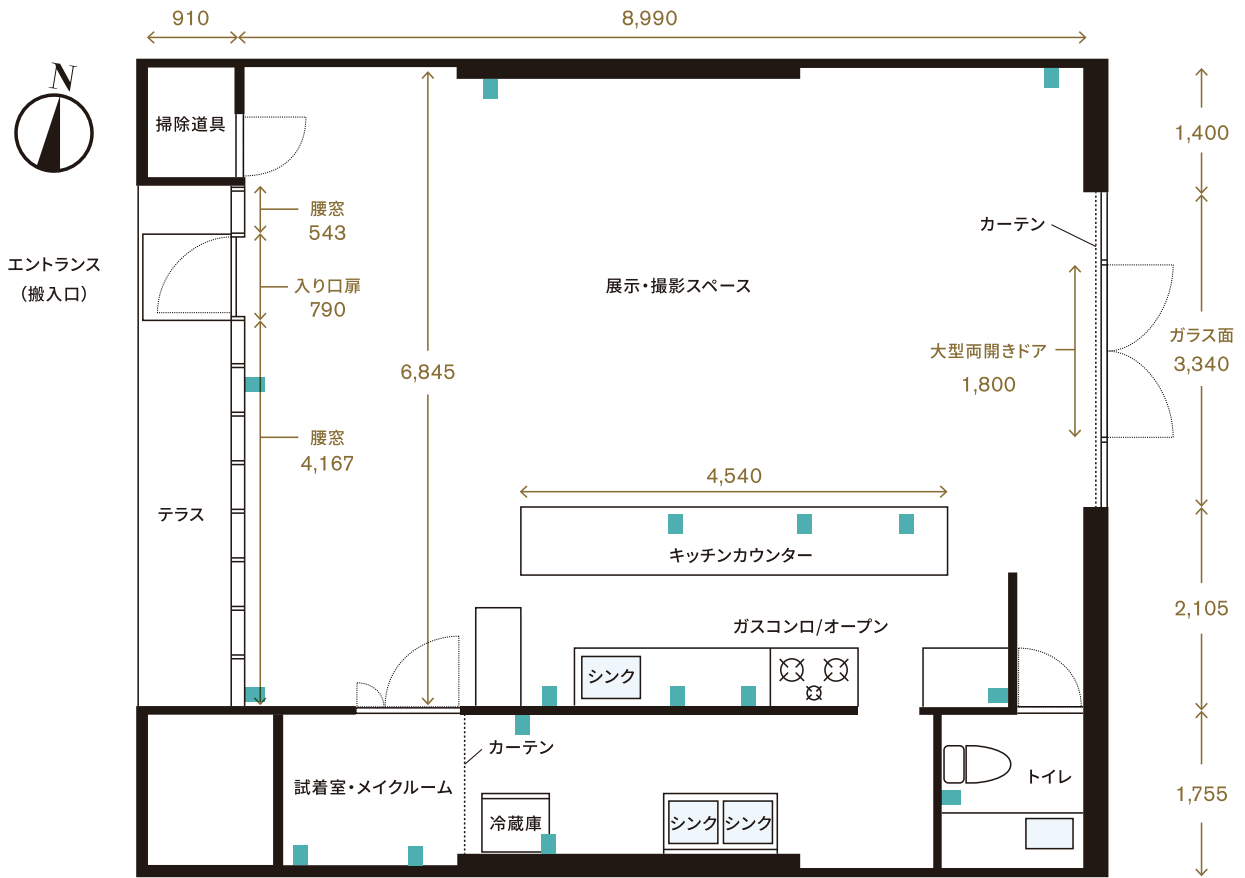 910
8,990
N
掃除道具
1,400
腰窓
543
カーテン
エントランス
（搬入口）
入り口扉
790
展示・撮影スペース
6,845
大型両開きドア
1,800
ガラス面
3,340
腰窓
4,167
4,540
テラス
キッチンカウンター
2,105
ガスコンロ/オーブン
シンク
カーテン
試着室・メイクルーム
トイレ
1,755
冷蔵庫
シンク
シンク